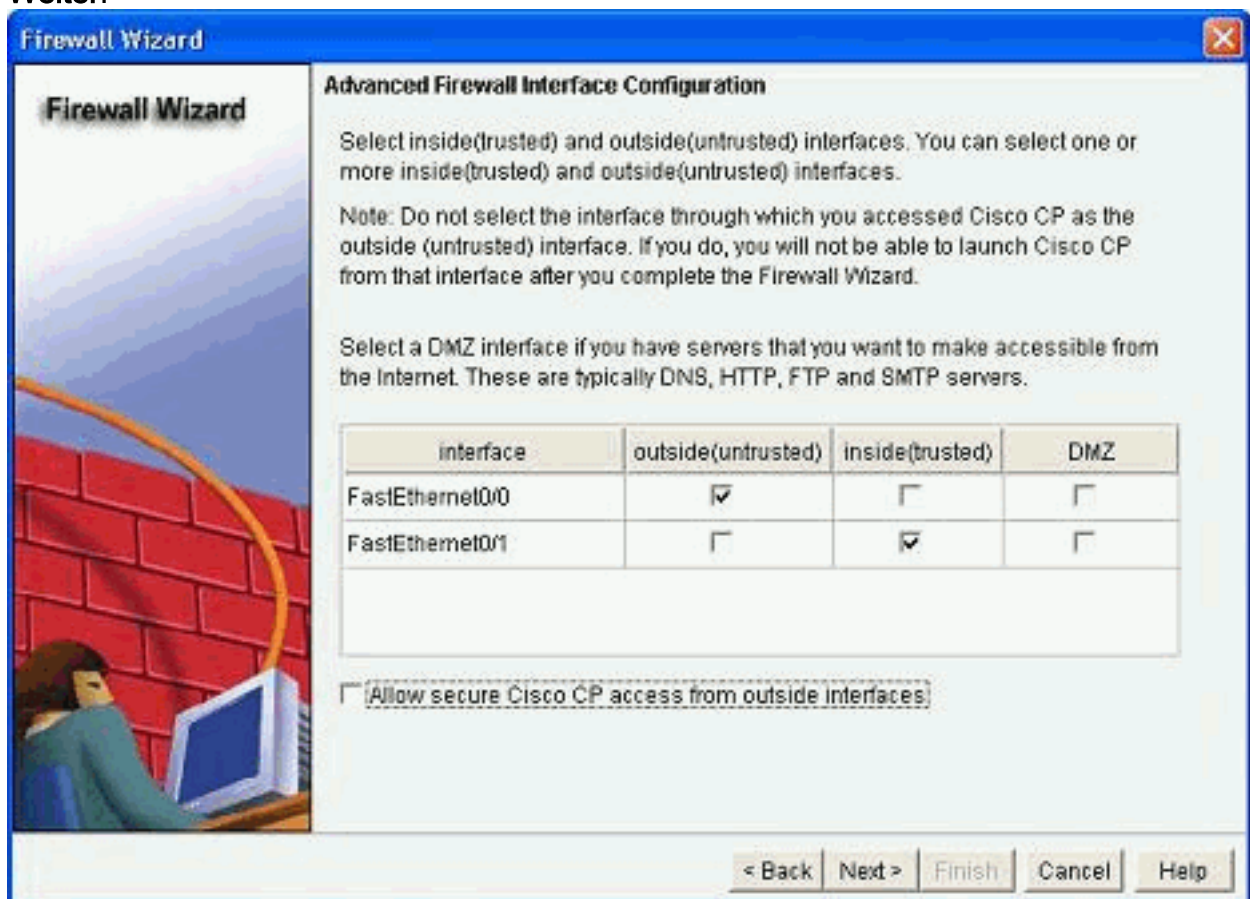 Weiter.
Firewall Wizard
Firewall Wizard
Advanced Firewall Interface Configuration
Select inside(trusted) and outside(untrusted) interfaces. You can select one or
more inside(trusted) and outside(untrusted) interfaces.
Note: Do not select the interface through which you accessed Cisco CP as the
outside (untrusted) interface. If you do, you will not be able to launch Cisco CP
from that interface after you complete the Firewall Wizard.
Select a DMZ interface if you have servers that you want to make accessible from
the Internet. These are typically DNS, HTTP, FTP and SMTP servers.
interface outside(untrusted) inside(trusted) DMZ
FastEthernet0/0
FastEthernet0/1
Allow secure Cisco CP access from outside interfaces
< Back Next > Finish Cancel Help